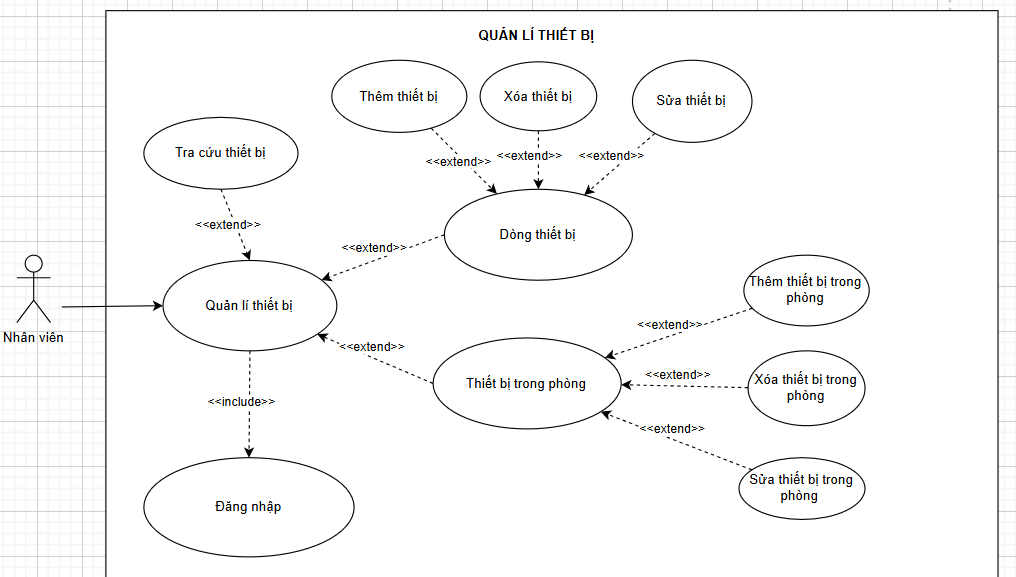 QUẢN LÍ THIẾT BỊ
Thêm thiết bị
Xóa thiết bị
Sửa thiết bị
Tra cứu thiết bị
<<extend>>
<<extend>>
<<extend>>
<<extend>>
Dòng thiết bị
<<extend>>
Quản lí thiết bị
Nhân viên
Thêm thiết bị trong
phòng
<<extend>>
<<extend>>
Thiết bị trong phòng
<<extend>>
Xóa thiết bị trong
phòng
<<include>>
<<extend>>
Sửa thiết bị trong
phòng
Đăng nhập